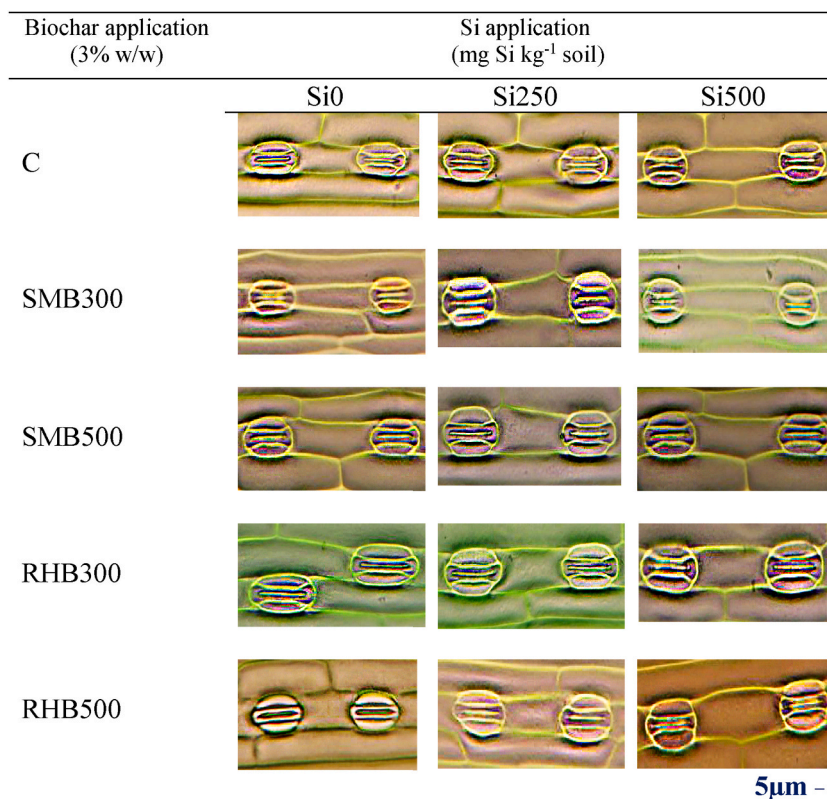 Biochar application
(3% w/w)
Si application
(mg Si kg⁻¹ soil)
Si0 Si250 Si500
C
SMB300
SMB500
RHB300
RHB500
5µm